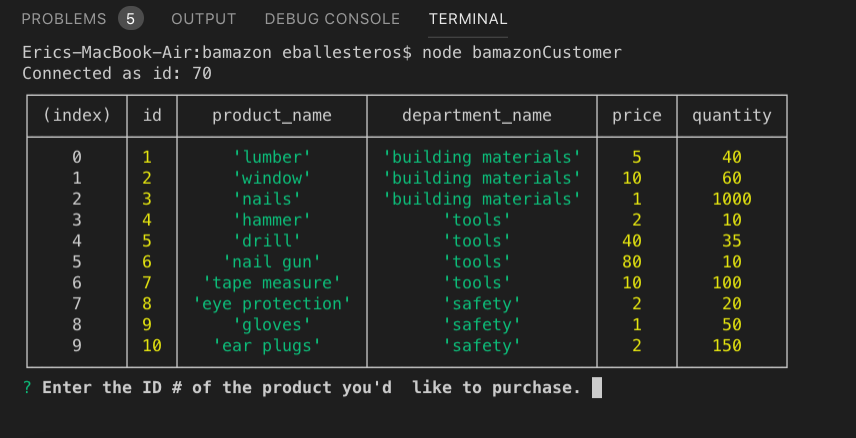 PROBLEMS 5 OUTPUT DEBUG CONSOLE TERMINAL
Erics-MacBook-Air:bamazon eballesteros$ node bamazonCustomer
Connected as id: 70
(index) id product_name department_name price quantity
0 1 'lumber' 'building materials' 5 40
1 2 'window' 'building materials' 10 60
2 3 'nails' 'building materials' 1 1000
3 4 'hammer' 'tools' 2 10
4 5 'drill' 'tools' 40 35
5 6 'nail gun' 'tools' 80 10
6 7 'tape measure' 'tools' 10 100
7 8 'eye protection' 'safety' 2 20
8 9 'gloves' 'safety' 1 50
9 10 'ear plugs' 'safety' 2 150
? Enter the ID # of the product you'd  like to purchase.